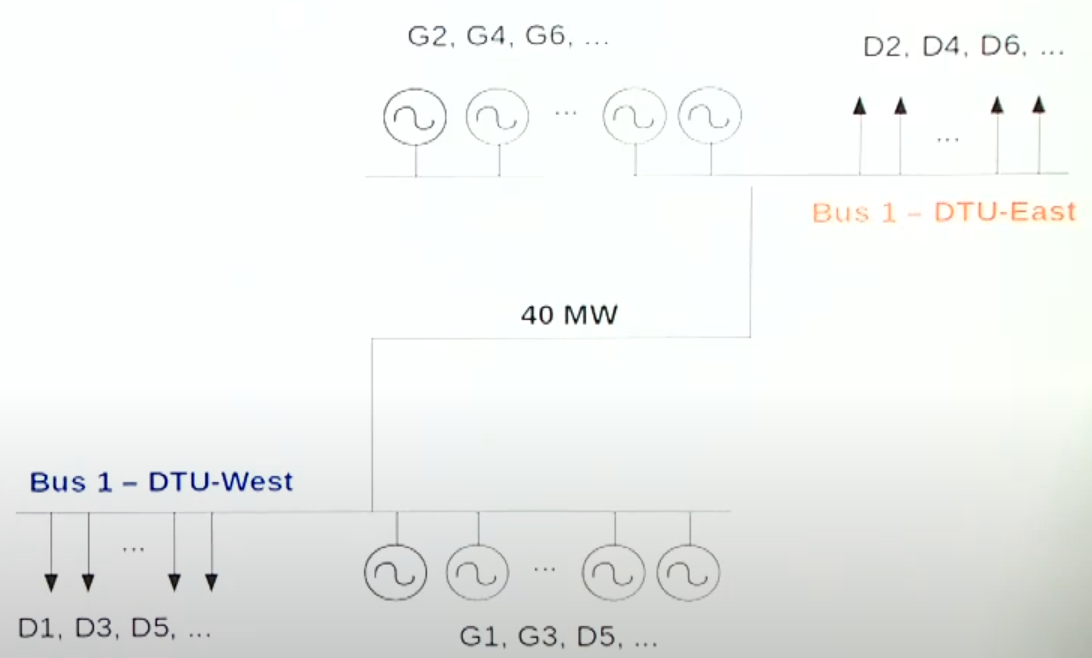 G2, G4, G6, ...
D2, D4, D6, ...
...
...
Bus 1 – DTU-East
40 MW
Bus 1 – DTU-West
...
...
D1, D3, D5, ...
G1, G3, D5, ...